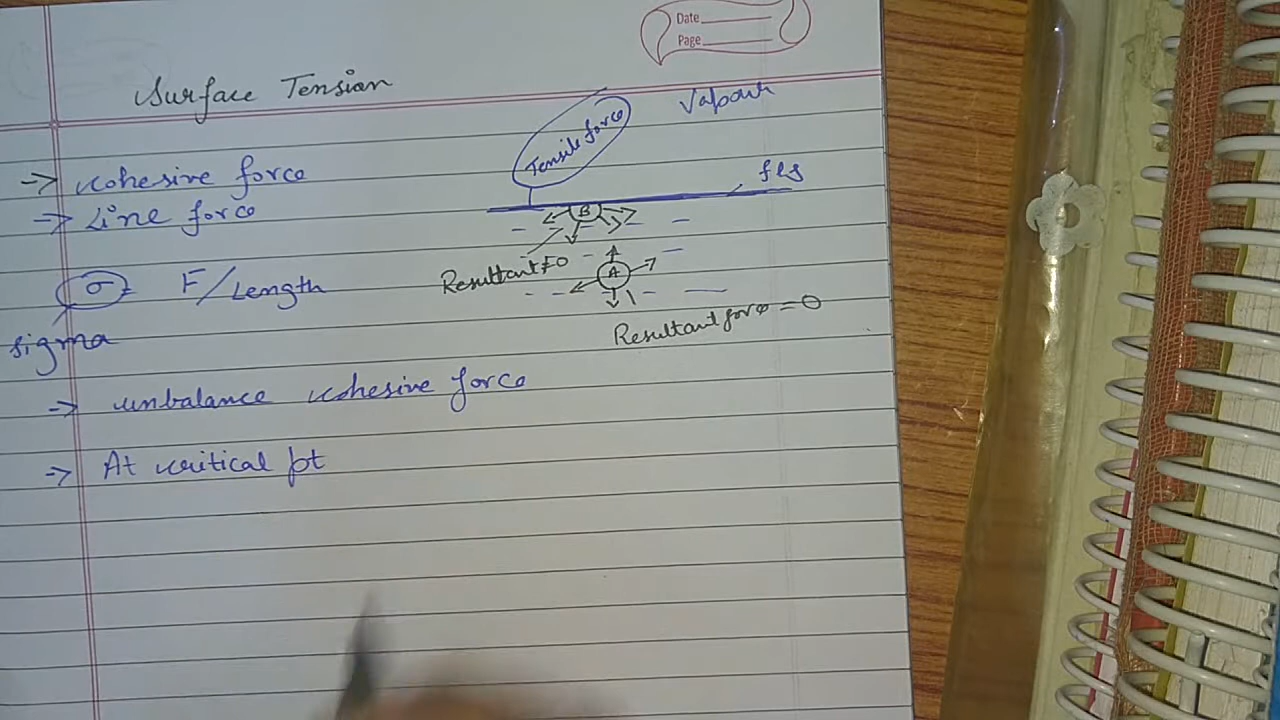 Date
Page
Surface Tension
Vapour
Tensile force
→ cohesive force
→ Line force
fls
B
A
Resultant ≠ 0
σ = F/Length
Resultant force = 0
sigma
→ unbalance cohesive force
→ At critical pt